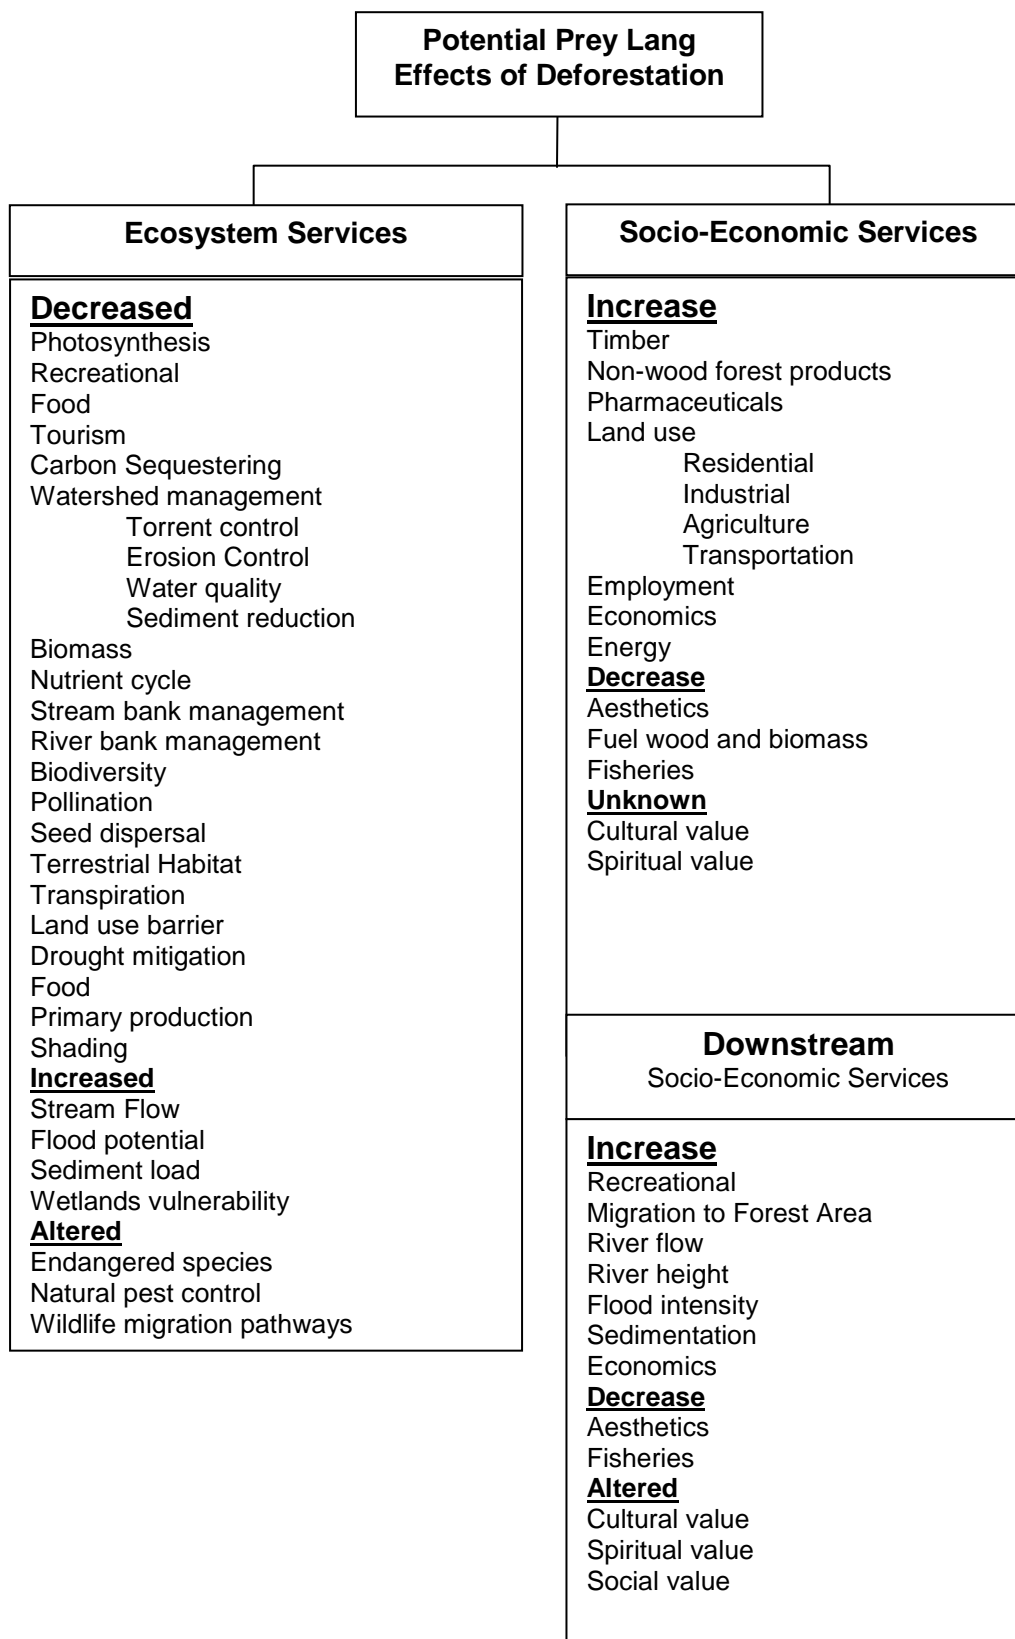 Potential Prey Lang
Effects of Deforestation
Ecosystem Services
Decreased
Photosynthesis
Recreational
Food
Tourism
Carbon Sequestering
Watershed management
Torrent control
Erosion Control
Water quality
Sediment reduction
Biomass
Nutrient cycle
Stream bank management
River bank management
Biodiversity
Pollination
Seed dispersal
Terrestrial Habitat
Transpiration
Land use barrier
Drought mitigation
Food
Primary production
Shading
Increased
Stream Flow
Flood potential
Sediment load
Wetlands vulnerability
Altered
Endangered species
Natural pest control
Wildlife migration pathways
Socio-Economic Services
Increase
Timber
Non-wood forest products
Pharmaceuticals
Land use
Residential
Industrial
Agriculture
Transportation
Employment
Economics
Energy
Decrease
Aesthetics
Fuel wood and biomass
Fisheries
Unknown
Cultural value
Spiritual value
Downstream
Socio-Economic Services
Increase
Recreational
Migration to Forest Area
River flow
River height
Flood intensity
Sedimentation
Economics
Decrease
Aesthetics
Fisheries
Altered
Cultural value
Spiritual value
Social value